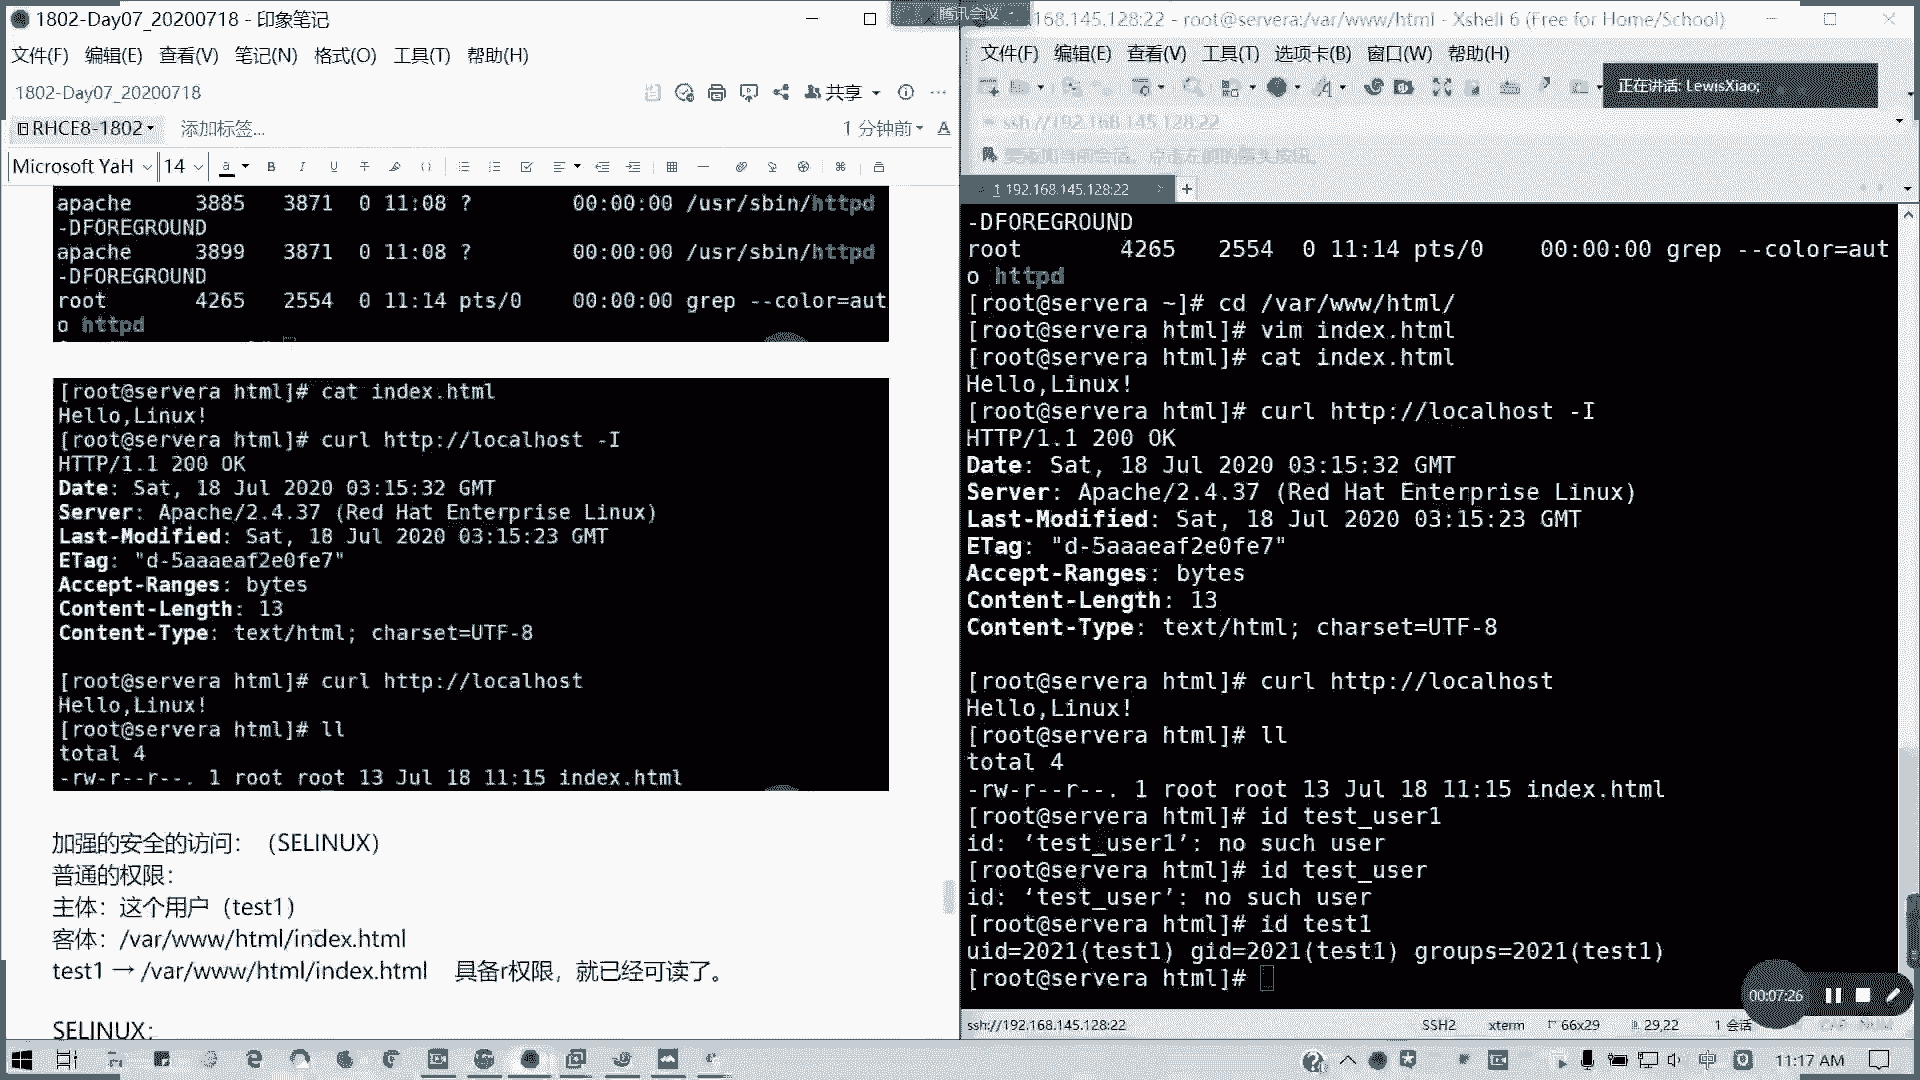 1802-Day07_20200718 - 印象笔记
文件(F) 编辑(E) 查看(V) 笔记(N) 格式(O) 工具(T) 帮助(H)
1802-Day07_20200718
共享
RHCE8-1802 添加标签...
1 分钟前
Microsoft YaH 14
apache 3885 3871 0 11:08 ? 00:00:00 /usr/sbin/httpd
-DFOREGROUND
apache 3899 3871 0 11:08 ? 00:00:00 /usr/sbin/httpd
-DFOREGROUND
root 4265 2554 0 11:14 pts/0 00:00:00 grep --color=aut
o httpd
[root@servera html]# cat index.html
Hello,Linux!
[root@servera html]# curl http://localhost -I
HTTP/1.1 200 OK
Date: Sat, 18 Jul 2020 03:15:32 GMT
Server: Apache/2.4.37 (Red Hat Enterprise Linux)
Last-Modified: Sat, 18 Jul 2020 03:15:23 GMT
ETag: "d-5aaaeaf2e0fe7"
Accept-Ranges: bytes
Content-Length: 13
Content-Type: text/html; charset=UTF-8
[root@servera html]# curl http://localhost
Hello,Linux!
[root@servera html]# ll
total 4
-rw-r--r--. 1 root root 13 Jul 18 11:15 index.html
加强的安全的访问：（SELINUX）
普通的权限：
主体：这个用户（test1）
客体：/var/www/html/index.html
test1 → /var/www/html/index.html 具备r权限，就已经可读了。
SELINUX：
腾讯会议
168.145.128:22 - root@servera:/var/www/html - Xshell 6 (Free for Home/School)
文件(F) 编辑(E) 查看(V) 工具(T) 选项卡(B) 窗口(W) 帮助(H)
正在讲话: LewisXiao;
ssh://192.168.145.128:22
要添加当前会话，点击左侧的箭头按钮。
1 192.168.145.128:22
-DFOREGROUND
root 4265 2554 0 11:14 pts/0 00:00:00 grep --color=aut
o httpd
[root@servera ~]# cd /var/www/html/
[root@servera html]# vim index.html
[root@servera html]# cat index.html
Hello,Linux!
[root@servera html]# curl http://localhost -I
HTTP/1.1 200 OK
Date: Sat, 18 Jul 2020 03:15:32 GMT
Server: Apache/2.4.37 (Red Hat Enterprise Linux)
Last-Modified: Sat, 18 Jul 2020 03:15:23 GMT
ETag: "d-5aaaeaf2e0fe7"
Accept-Ranges: bytes
Content-Length: 13
Content-Type: text/html; charset=UTF-8
[root@servera html]# curl http://localhost
Hello,Linux!
[root@servera html]# ll
total 4
-rw-r--r--. 1 root root 13 Jul 18 11:15 index.html
[root@servera html]# id test_user1
id: ‘test_user1’: no such user
[root@servera html]# id test_user
id: ‘test_user’: no such user
[root@servera html]# id test1
uid=2021(test1) gid=2021(test1) groups=2021(test1)
[root@servera html]#
00:07:26
ssh://192.168.145.128:22 SSH2 xterm 66x29 29,22 1 会话
中 11:17 AM